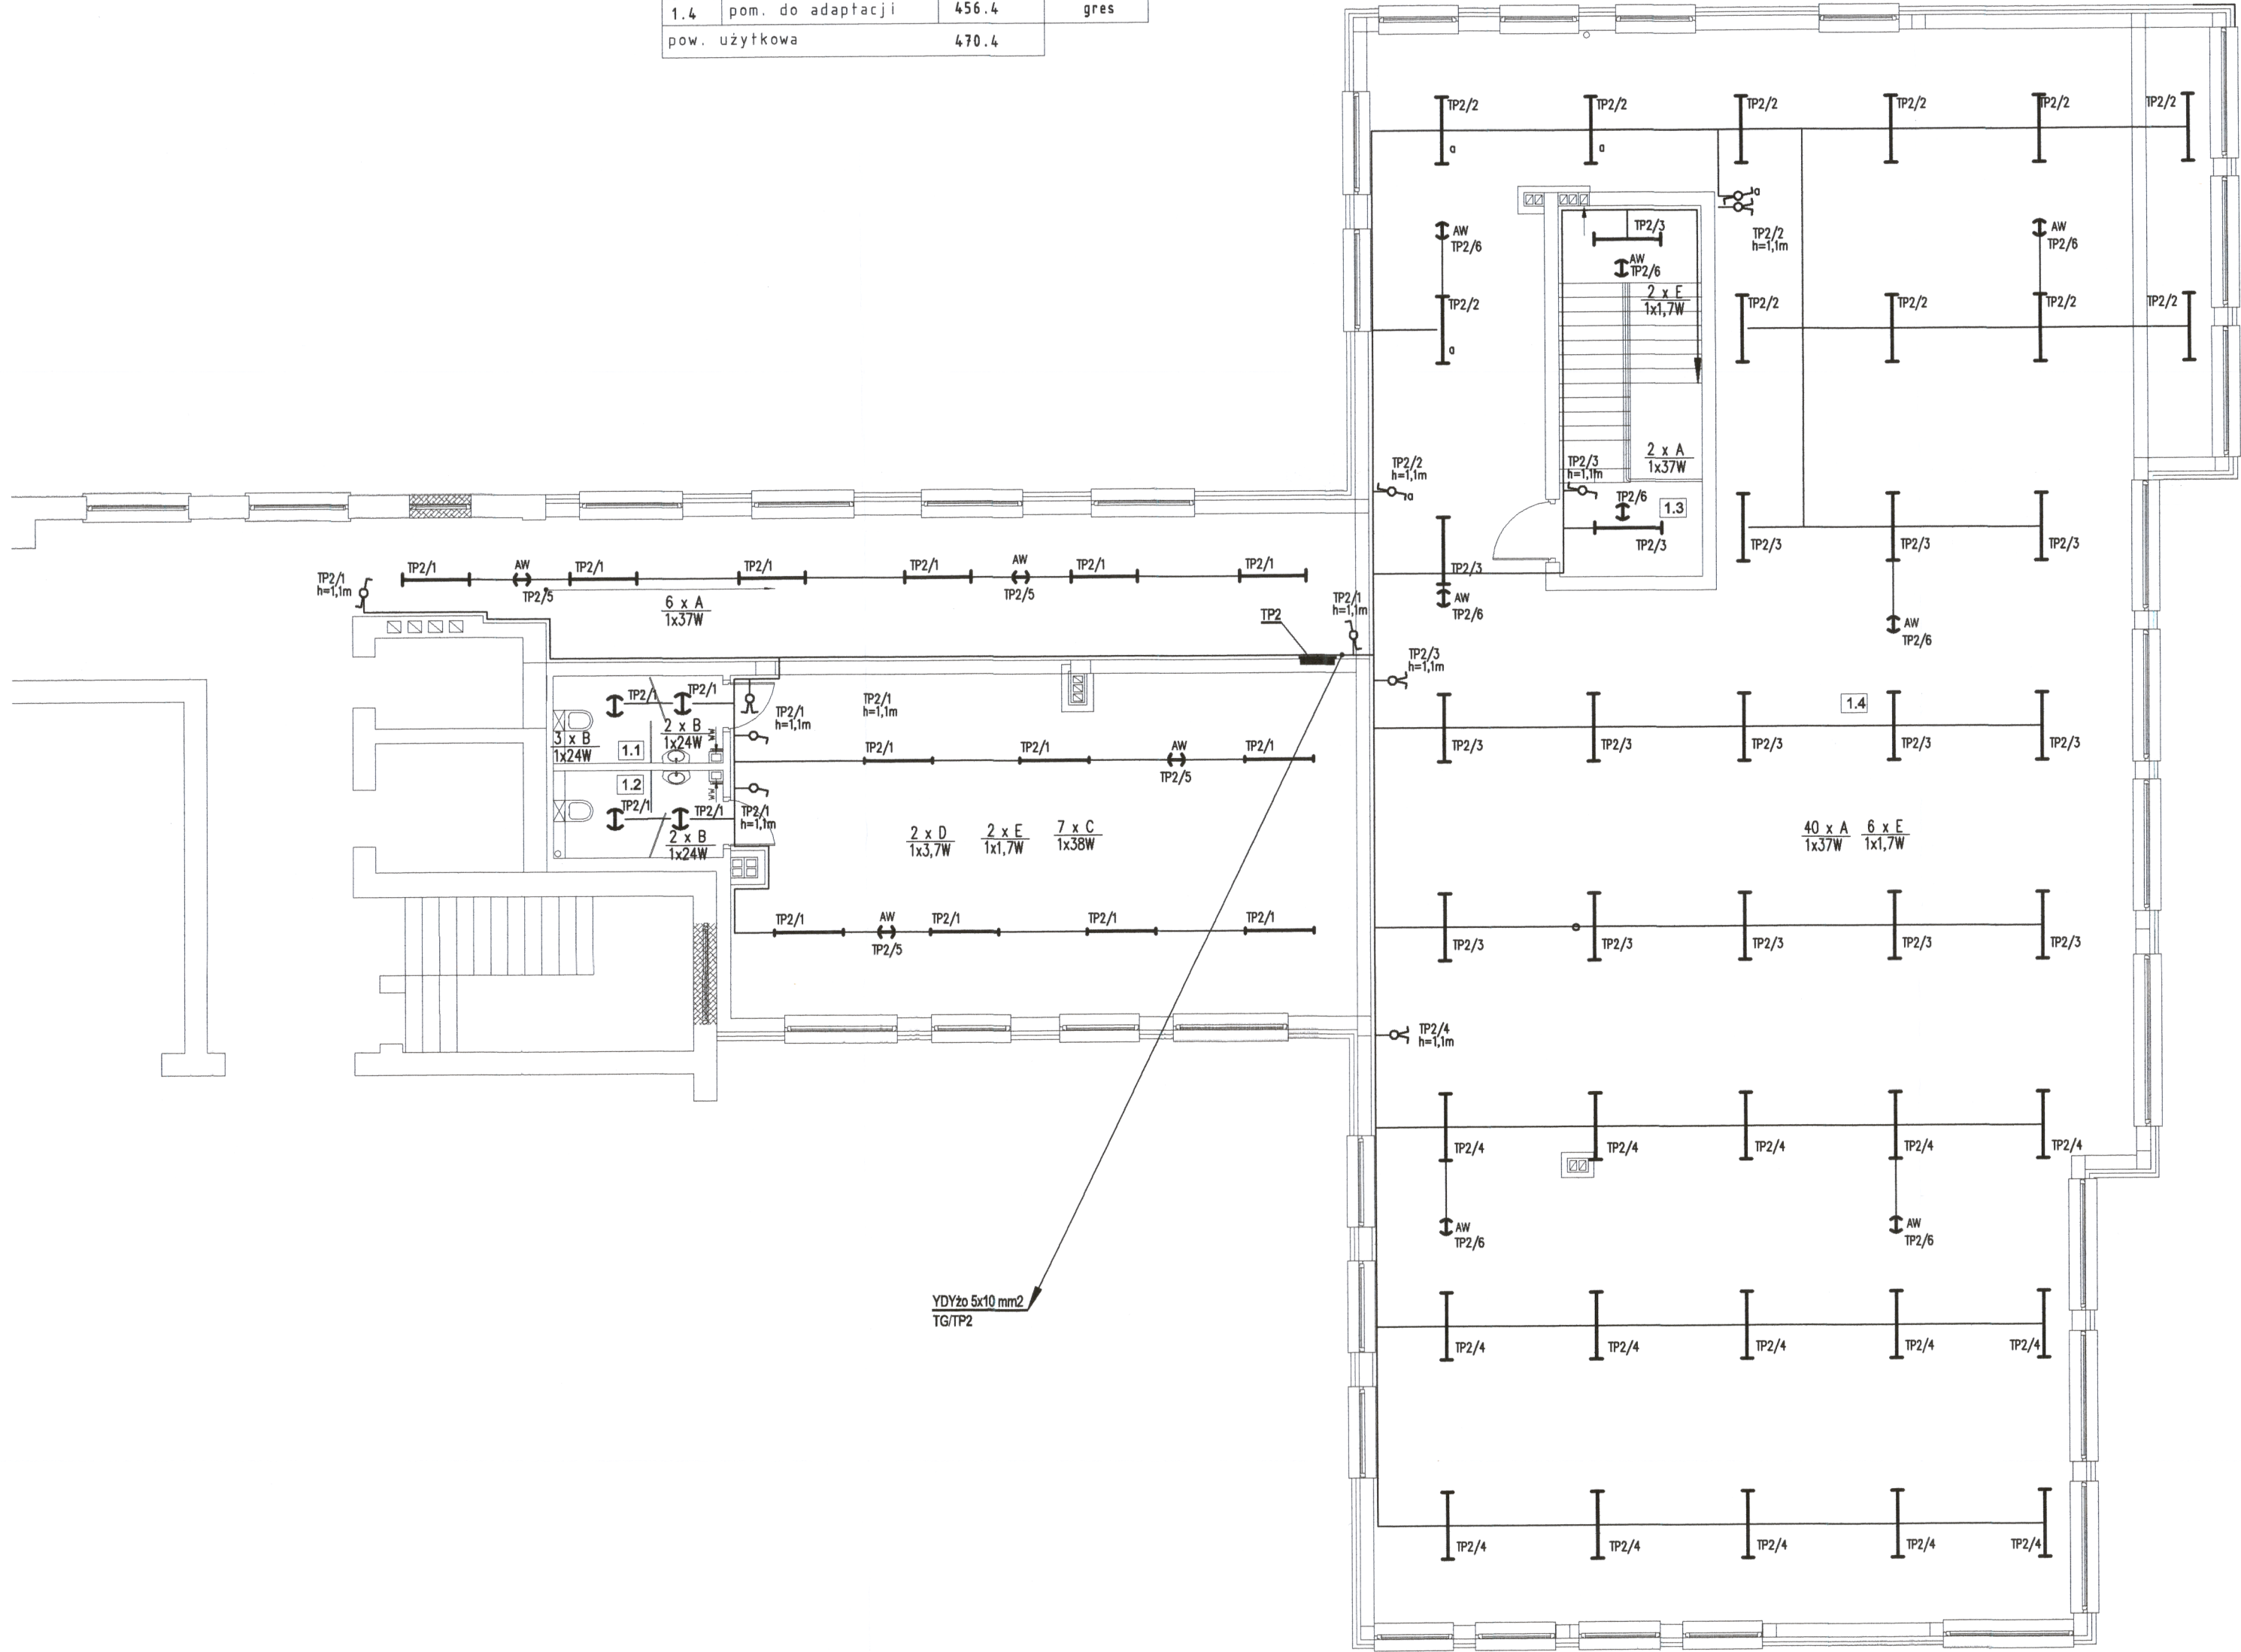 1.4 pom. do adaptacji 456.4 gres
pow. użytkowa 470.4
TP2/2 TP2/2 TP2/2 TP2/2 TP2/2 TP2/2
a a
a
TP2/2
h=1,1m
AW
TP2/6
TP2/3
AW
TP2/6
AW
TP2/6
2 x E
1x1,7W
TP2/2 TP2/2 TP2/2 TP2/2 TP2/2
a
2 x A
1x37W
TP2/2
h=1,1m
a
TP2/3
h=1,1m
TP2/6
1.3
TP2/3
TP2/3 TP2/3 TP2/3 TP2/3
AW
TP2/6
AW
TP2/6
TP2/1
h=1,1m
TP2/1 AW TP2/1 TP2/1 TP2/1 AW TP2/1 TP2/1
TP2/5 TP2/5
6 x A
1x37W
TP2
TP2/1
h=1,1m
TP2/3
h=1,1m
TP2/1 TP2/1
TP2/1
h=1,1m
TP2/1
h=1,1m
3 x B
1x24W
1.1
2 x B
1x24W
WW
1.2
WW
TP2/1 TP2/1
TP2/1
h=1,1m
2 x B
1x24W
TP2/1 TP2/1 AW TP2/1
TP2/5
1.4
TP2/3 TP2/3 TP2/3 TP2/3 TP2/3
2 x D
1x3,7W
2 x E
1x1,7W
7 x C
1x38W
40 x A
1x37W
6 x E
1x1,7W
TP2/1 AW TP2/1 TP2/1 TP2/1
TP2/5
TP2/3 TP2/3 TP2/3 TP2/3 TP2/3
TP2/4
h=1,1m
TP2/4 TP2/4 TP2/4 TP2/4 TP2/4
AW
TP2/6
AW
TP2/6
YDYżo 5x10 mm2
TG/TP2
TP2/4 TP2/4 TP2/4 TP2/4 TP2/4
TP2/4 TP2/4 TP2/4 TP2/4 TP2/4